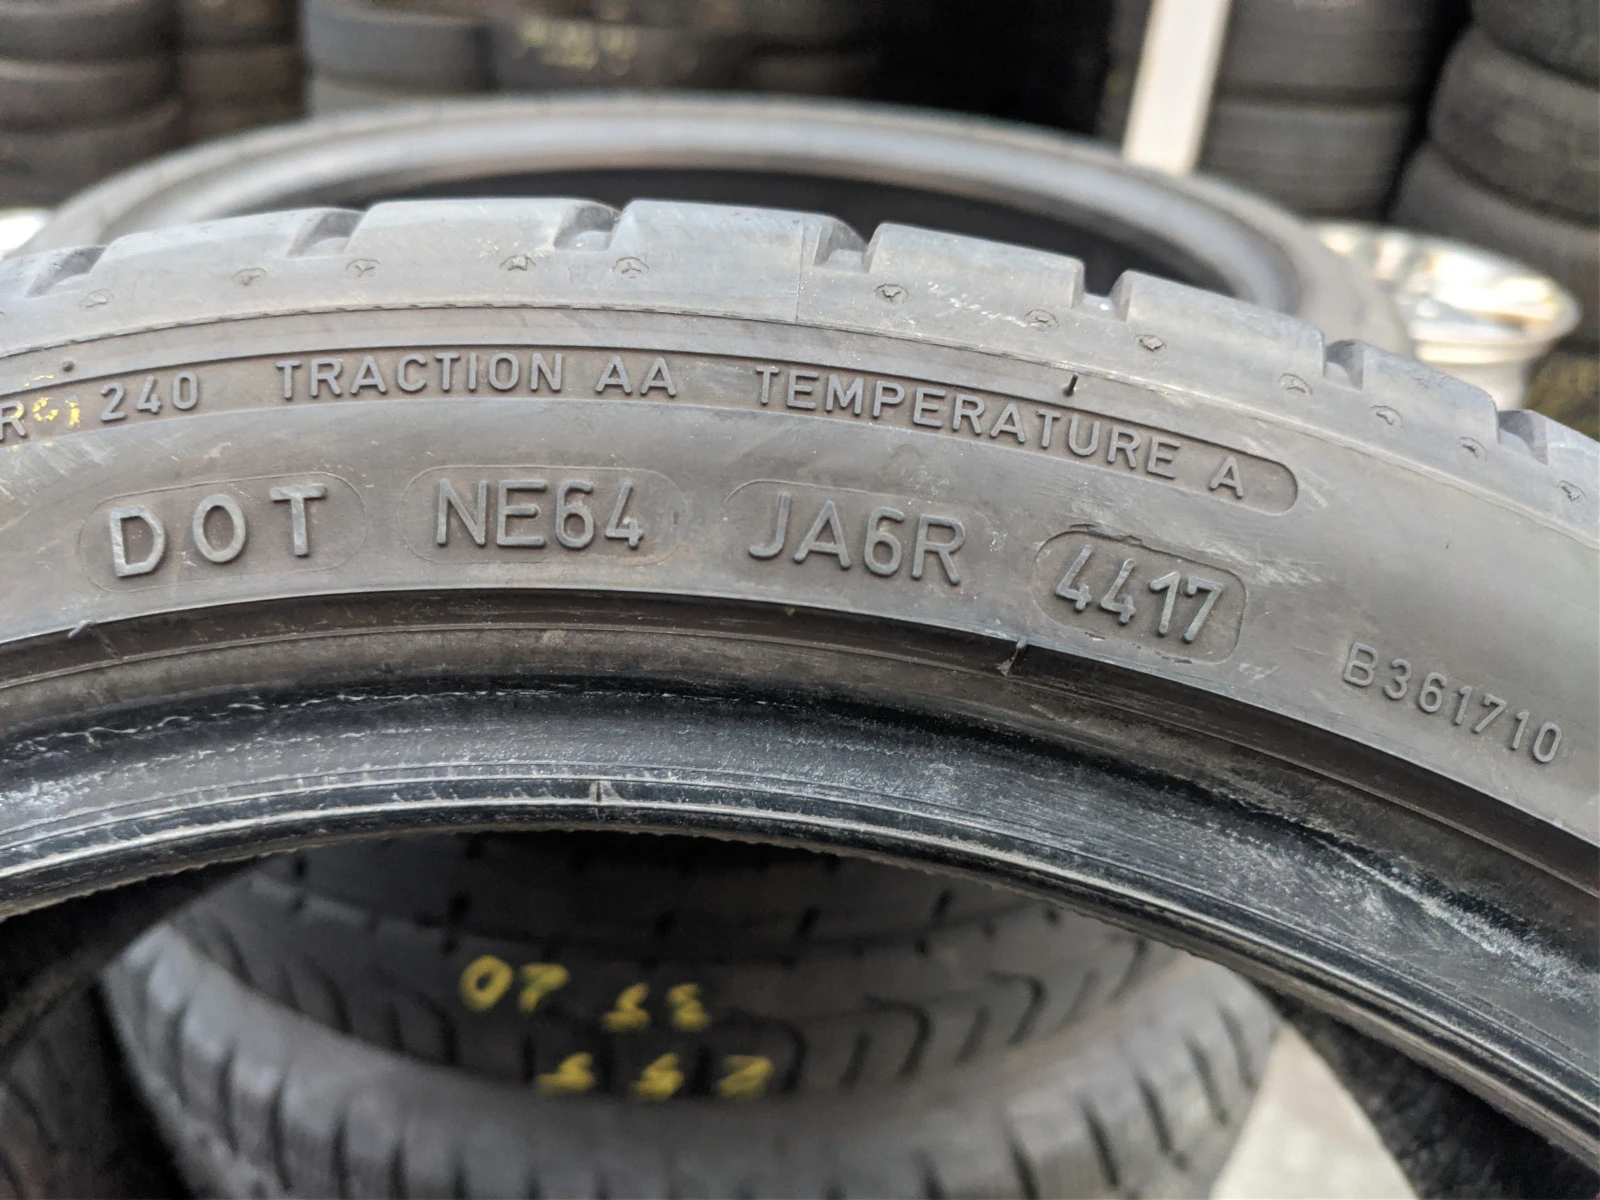 R 240 TRACTION AA TEMPERATURE A
DOT NE64 JA6R 4417
B361710